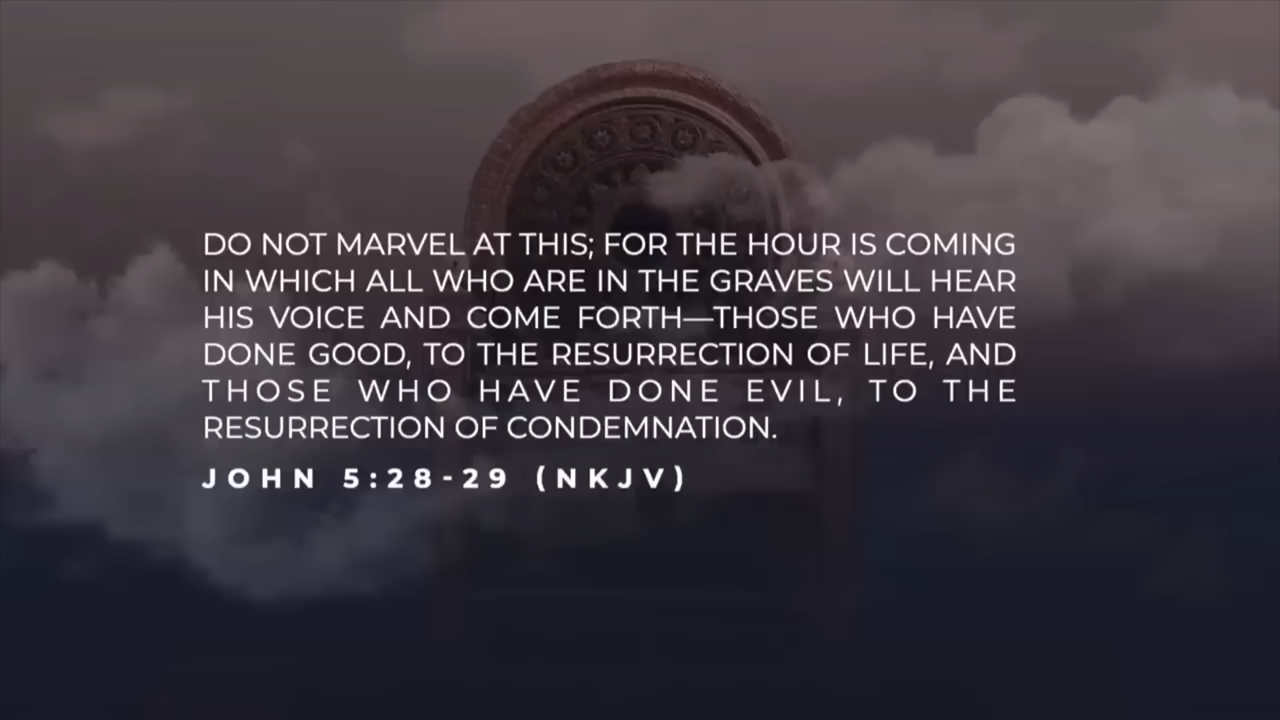 DO NOT MARVEL AT THIS; FOR THE HOUR IS COMING
IN WHICH ALL WHO ARE IN THE GRAVES WILL HEAR
HIS VOICE AND COME FORTH—THOSE WHO HAVE
DONE GOOD, TO THE RESURRECTION OF LIFE, AND
THOSE WHO HAVE DONE EVIL, TO THE
RESURRECTION OF CONDEMNATION.
JOHN 5:28-29 (NKJV)